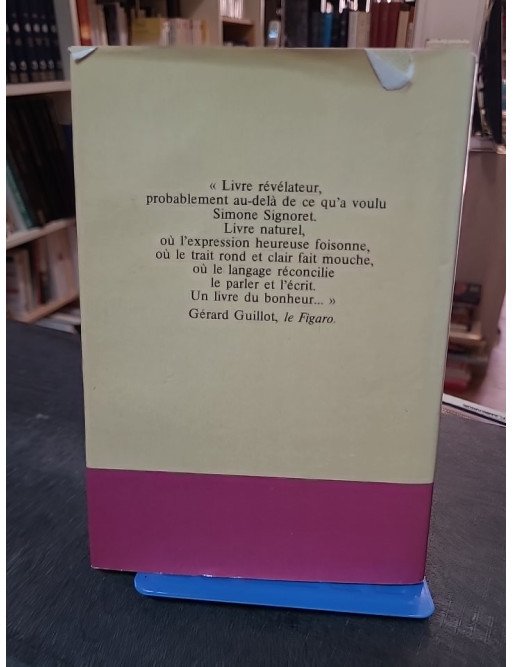 « Livre révélateur,
probablement au-delà de ce qu'a voulu
Simone Signoret.
Livre naturel,
où l'expression heureuse foisonne,
où le trait rond et clair fait mouche,
où le langage réconcilie
le parler et l'écrit.
Un livre du bonheur... »
Gérard Guillot, le Figaro.